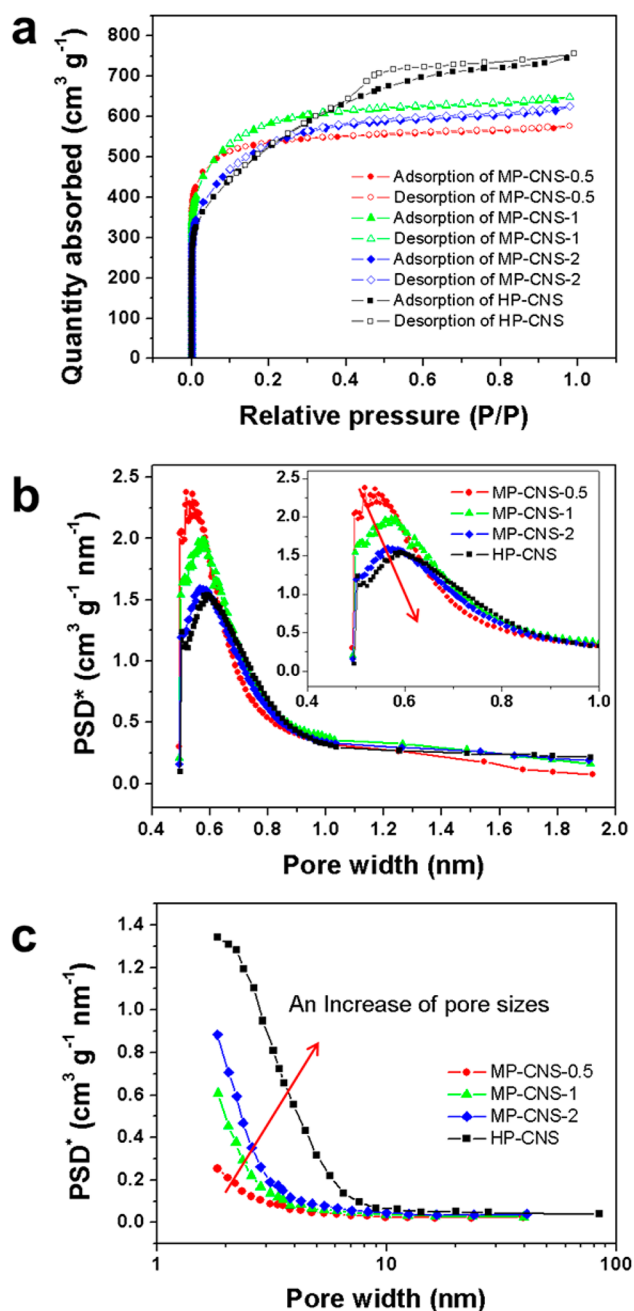 a
Quantity absorbed (cm³ g⁻¹)
800
700
600
500
400
300
200
100
0
Adsorption of MP-CNS-0.5
Desorption of MP-CNS-0.5
Adsorption of MP-CNS-1
Desorption of MP-CNS-1
Adsorption of MP-CNS-2
Desorption of MP-CNS-2
Adsorption of HP-CNS
Desorption of HP-CNS
0.0 0.2 0.4 0.6 0.8 1.0
Relative pressure (P/P)
b
PSD* (cm³ g⁻¹ nm⁻¹)
2.5
2.0
1.5
1.0
0.5
0.0
2.5
2.0
1.5
1.0
0.5
0.0
MP-CNS-0.5
MP-CNS-1
MP-CNS-2
HP-CNS
0.4 0.6 0.8 1.0
0.4 0.6 0.8 1.0 1.2 1.4 1.6 1.8 2.0
Pore width (nm)
c
PSD* (cm³ g⁻¹ nm⁻¹)
1.4
1.2
1.0
0.8
0.6
0.4
0.2
0.0
An Increase of pore sizes
MP-CNS-0.5
MP-CNS-1
MP-CNS-2
HP-CNS
1 10 100
Pore width (nm)